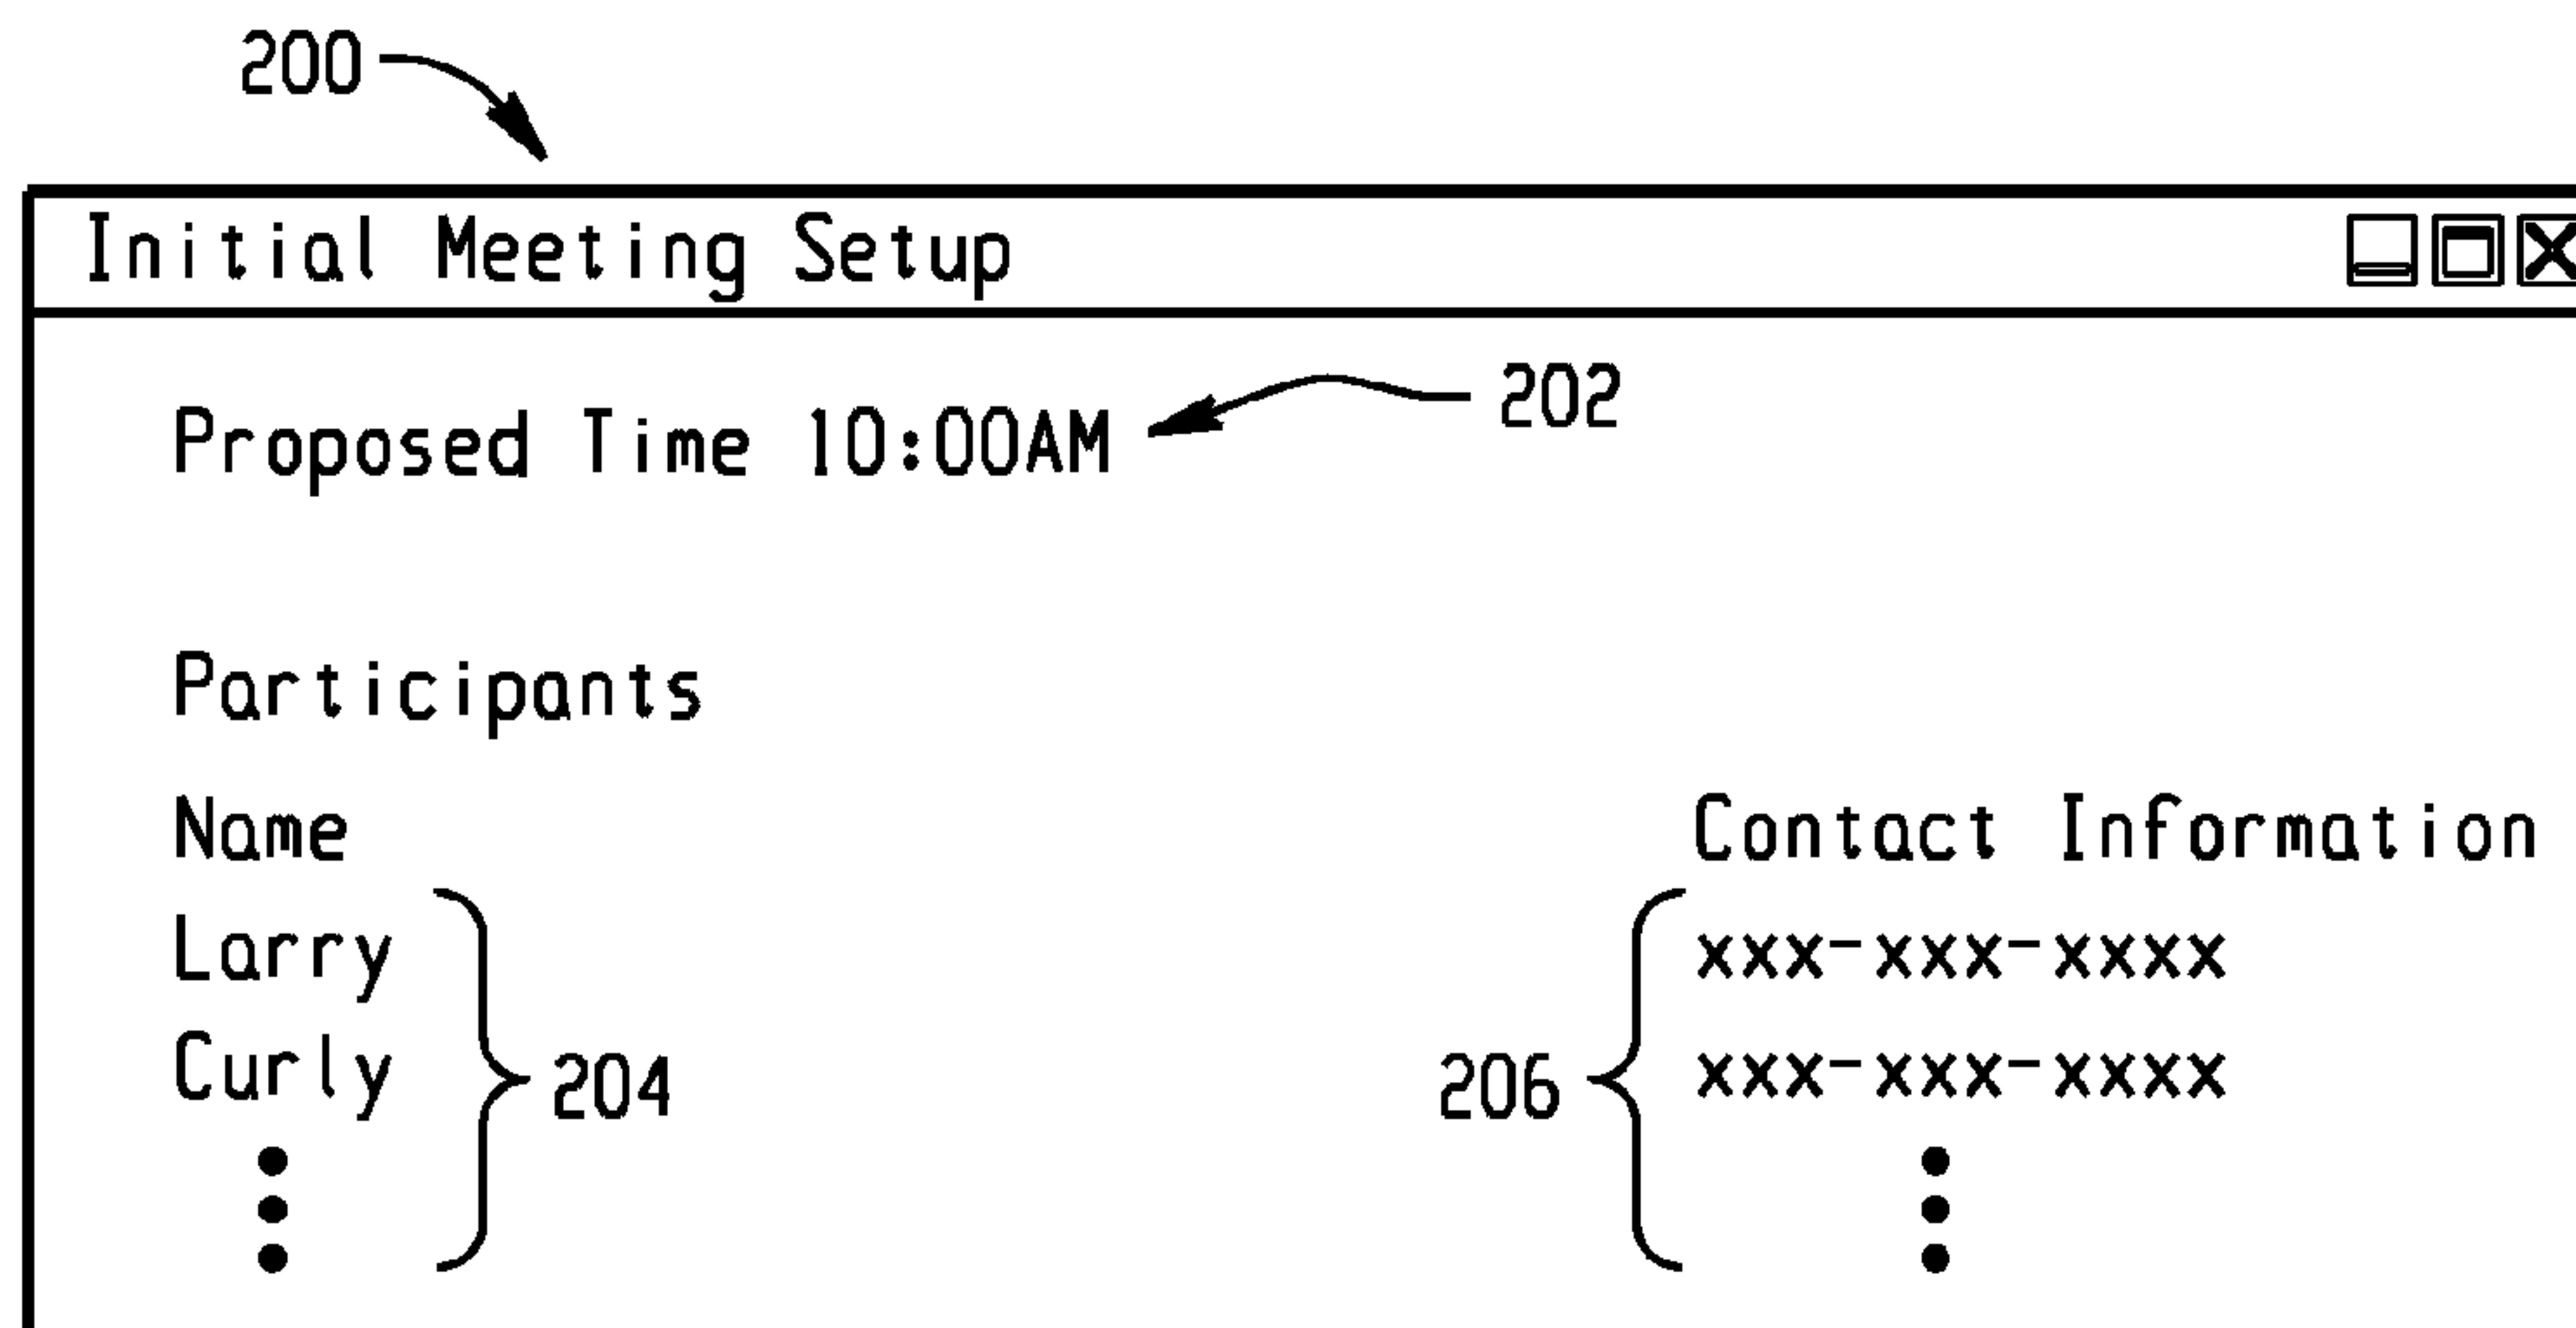 200
Initial Meeting Setup
Proposed Time 10:00AM 202
Participants
Name Contact Information
Larry xxx-xxx-xxxx
Curly 204 206 xxx-xxx-xxxx